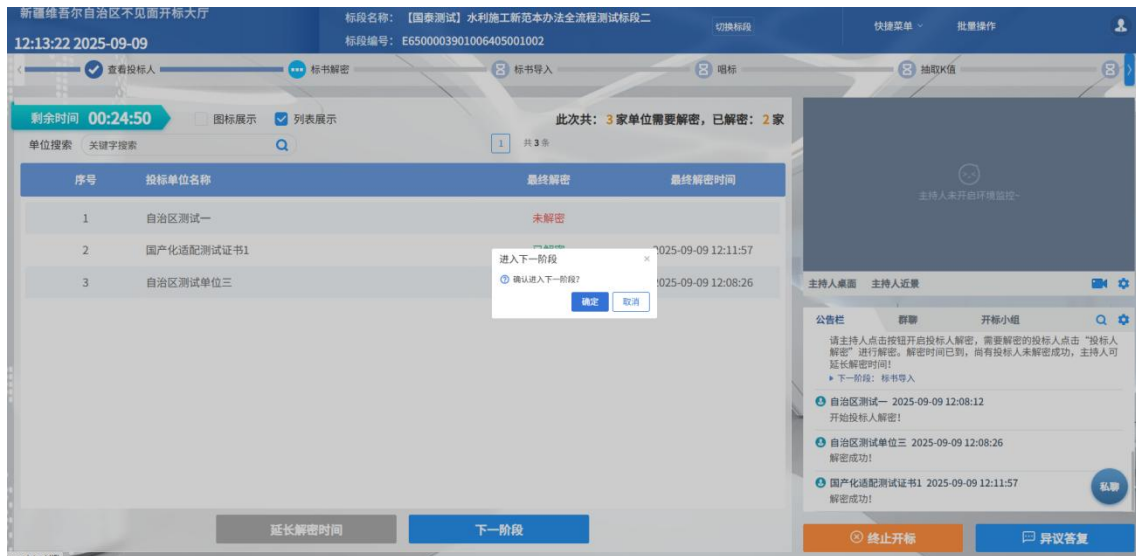 新疆维吾尔自治区不见面开标大厅
标段名称：【国泰测试】水利施工新范本办法全流程测试标段二
切换标段
快捷菜单
批量操作
12:13:22 2025-09-09
标段编号：E6500003901006405001002
查看投标人
标书解密
标书导入
唱标
抽取K值
剩余时间 00:24:50
图标展示
列表展示
此次共：3 家单位需要解密，已解密：2 家
单位搜索 关键字搜索
1 共 3 条
序号 投标单位名称 最终解密 最终解密时间
1 自治区测试一 未解密
2 国产化适配测试证书1 2025-09-09 12:11:57
3 自治区测试单位三 2025-09-09 12:08:26
进入下一阶段
确认进入下一阶段?
确定 取消
延长解密时间
下一阶段
主持人未开启环境监控~
主持人桌面 主持人近景
公告栏 群聊 开标小组
请主持人点击按钮开启投标人解密，需要解密的投标人点击“投标人
解密”进行解密。解密时间已到，尚有投标人未解密成功，主持人可
延长解密时间!
下一阶段：标书导入
自治区测试一 2025-09-09 12:08:12
开始投标人解密!
自治区测试单位三 2025-09-09 12:08:26
解密成功!
国产化适配测试证书1 2025-09-09 12:11:57
解密成功!
私聊
终止开标
异议答复